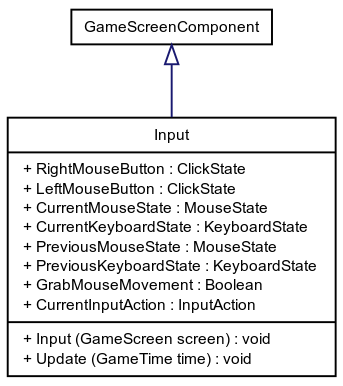 GameScreenComponent
Input
+ RightMouseButton : ClickState
+ LeftMouseButton : ClickState
+ CurrentMouseState : MouseState
+ CurrentKeyboardState : KeyboardState
+ PreviousMouseState : MouseState
+ PreviousKeyboardState : KeyboardState
+ GrabMouseMovement : Boolean
+ CurrentInputAction : InputAction
+ Input (GameScreen screen) : void
+ Update (GameTime time) : void